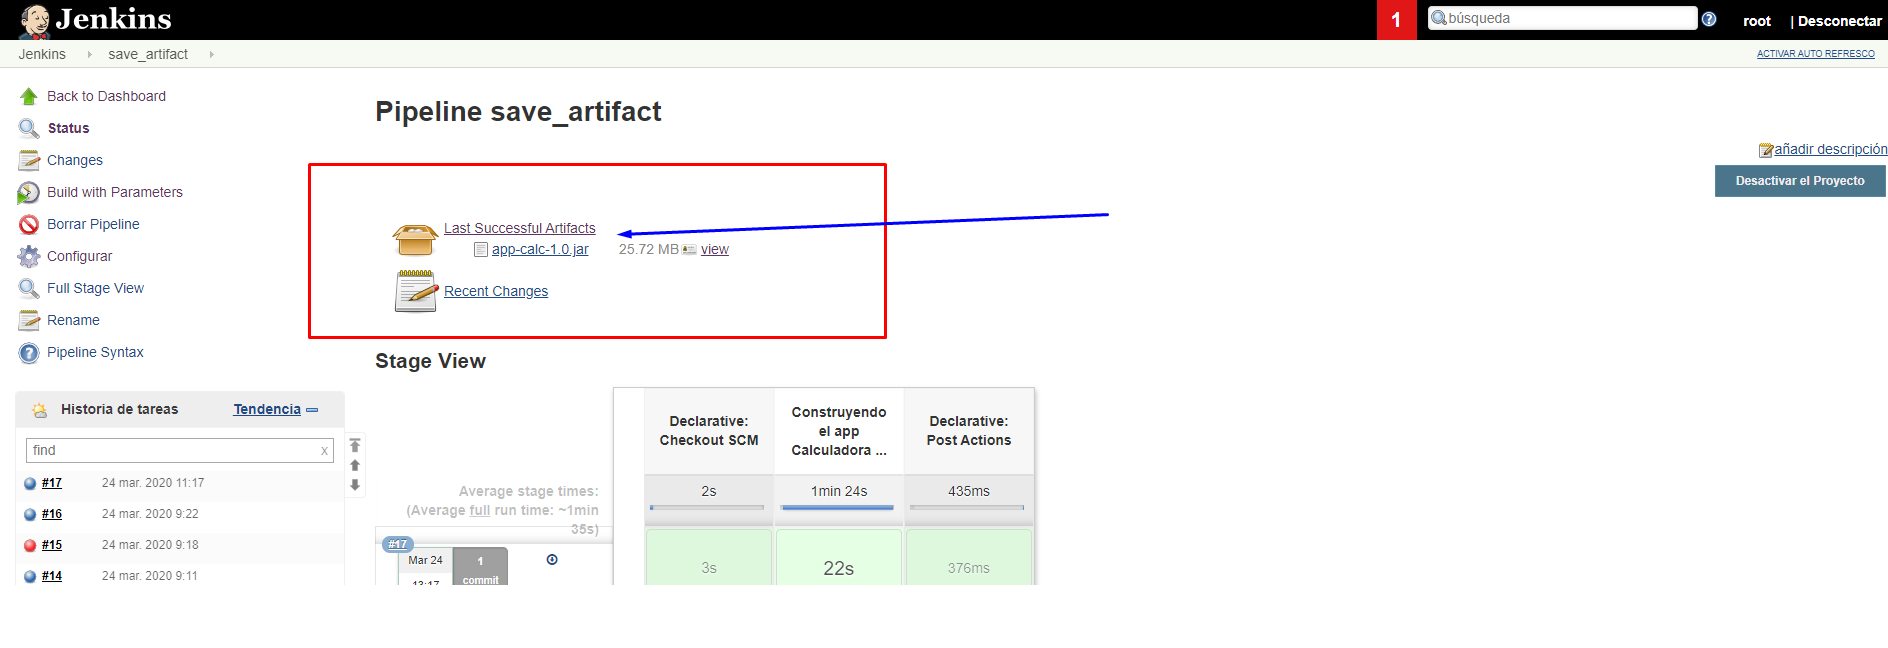 Jenkins
1
búsqueda
root
| Desconectar
Jenkins
save_artifact
ACTIVAR AUTO REFRESCO
Back to Dashboard
Status
Changes
Build with Parameters
Borrar Pipeline
Configurar
Full Stage View
Rename
Pipeline Syntax
Pipeline save_artifact
añadir descripción
Desactivar el Proyecto
Last Successful Artifacts
app-calc-1.0.jar 25.72 MB view
Recent Changes
Stage View
Historia de tareas Tendencia
find x
#17 24 mar. 2020 11:17
#16 24 mar. 2020 9:22
#15 24 mar. 2020 9:18
#14 24 mar. 2020 9:11
Declarative:
Checkout SCM
Construyendo
el app
Calculadora ...
Declarative:
Post Actions
Average stage times:
(Average full run time: ~1min
35s)
2s
1min 24s
435ms
#17
Mar 24
13:17
1
commit
3s
22s
376ms